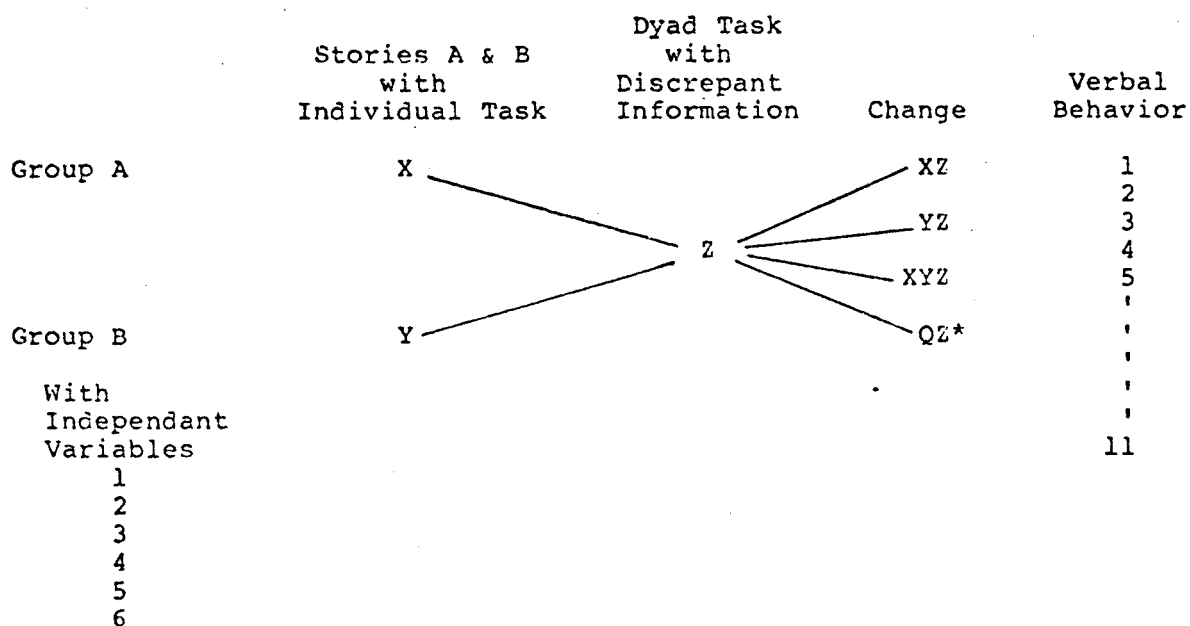 Dyad Task
Stories A & B with
with Discrepant Verbal
Individual Task Information Change Behavior
Group A X XZ 1
2
YZ 3
Z 4
XYZ 5
'
Group B Y QZ* '
'
With '
Independant '
Variables 11
1
2
3
4
5
6